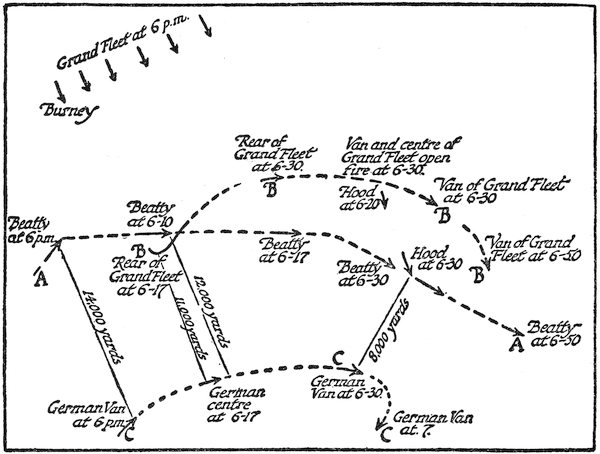 Grand Fleet at 6 p.m.
Burney
Rear of
Grand Fleet
at 6-30.
B
Van and centre of
Grand Fleet open
fire at 6-30.
Hood
at 6-20
Van of Grand Fleet
at 6-30
B
Beatty
at 6 p.m.
A
Beatty
at 6-10
B
Rear of
Grand Fleet
at 6-17
Beatty
at 6-17
Beatty
at 6-30
Hood
at 6-30
Van of Grand
Fleet at 6-50
B
A
Beatty
at 6-50
14,000 yards
11,000 yards
12,000 yards
8,000 yards
German Van
at 6 p.m.
C
German
centre
at 6-17
C
German
Van at 6-30.
German Van
at. 7.
C